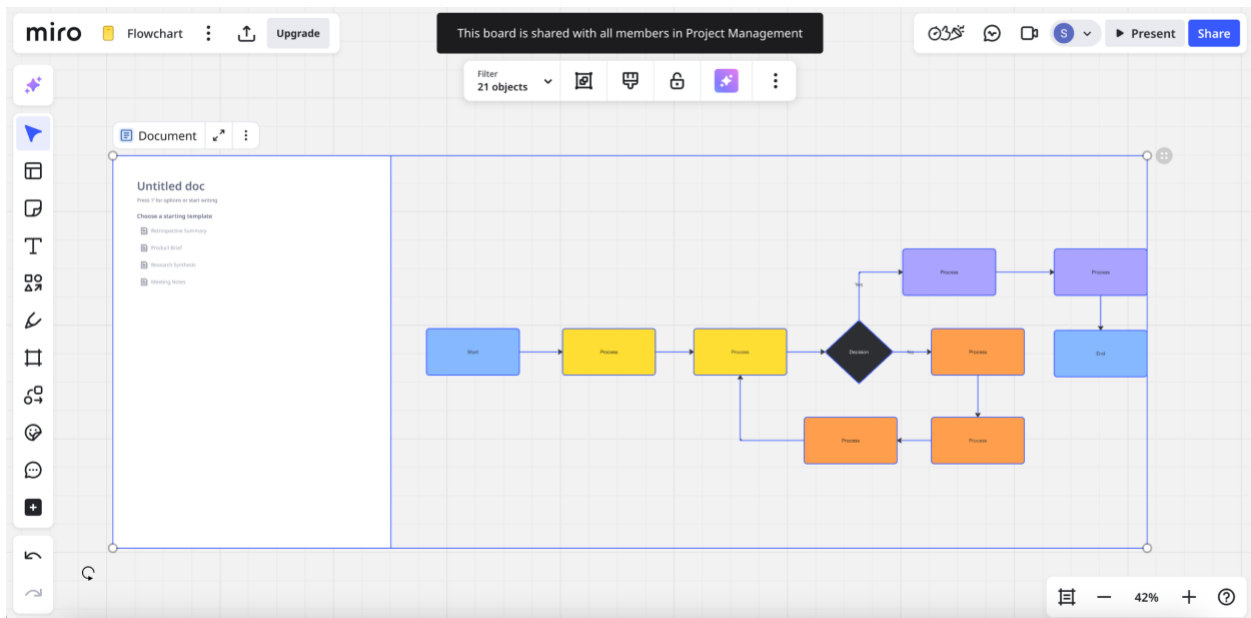 miro
Flowchart
Upgrade
This board is shared with all members in Project Management
S
Present
Share
Filter
21 objects
Document
Untitled doc
Press '/' for options or start writing
Choose a starting template
Retrospective Summary
Product Brief
Research Synthesis
Meeting Notes
Process
Process
Yes
Start
Process
Process
Decision
No
Process
End
Process
Process
42%